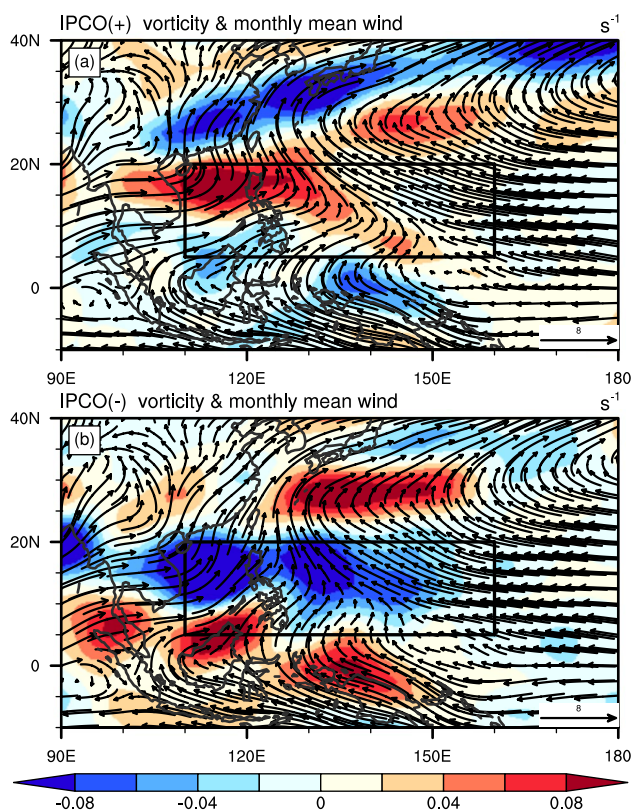 IPCO(+) vorticity & monthly mean wind s⁻¹
40N
(a)
20N
0
8
90E 120E 150E 180
IPCO(-) vorticity & monthly mean wind s⁻¹
40N
(b)
20N
0
8
90E 120E 150E 180
-0.08 -0.04 0 0.04 0.08